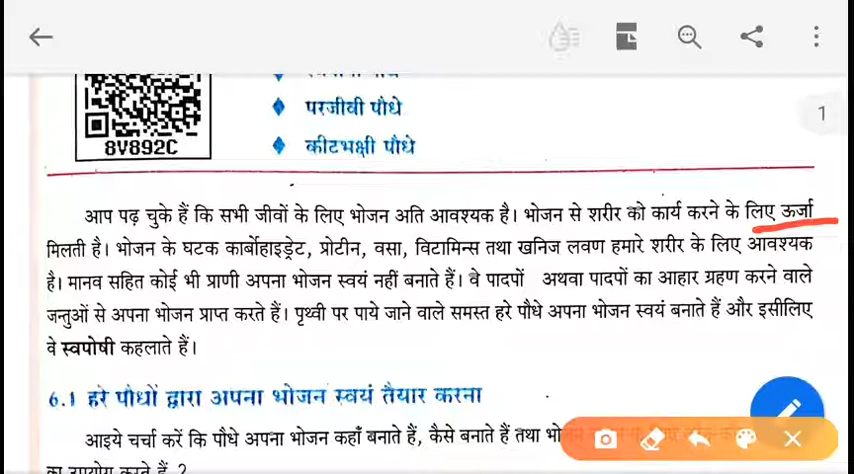 परजीवी पौधे
1
8V892C
कीटभक्षी पौधे
आप पढ़ चुके हैं कि सभी जीवों के लिए भोजन अति आवश्यक है। भोजन से शरीर को कार्य करने के लिए ऊर्जा
मिलती है। भोजन के घटक कार्बोहाइड्रेट, प्रोटीन, वसा, विटामिन्स तथा खनिज लवण हमारे शरीर के लिए आवश्यक
है। मानव सहित कोई भी प्राणी अपना भोजन स्वयं नहीं बनाते हैं। वे पादपों अथवा पादपों का आहार ग्रहण करने वाले
जन्तुओं से अपना भोजन प्राप्त करते हैं। पृथ्वी पर पाये जाने वाले समस्त हरे पौधे अपना भोजन स्वयं बनाते हैं और इसीलिए
वे स्वपोषी कहलाते हैं।
6.1 हरे पौधों द्वारा अपना भोजन स्वयं तैयार करना
आइये चर्चा करें कि पौधे अपना भोजन कहाँ बनाते हैं, कैसे बनाते हैं तथा